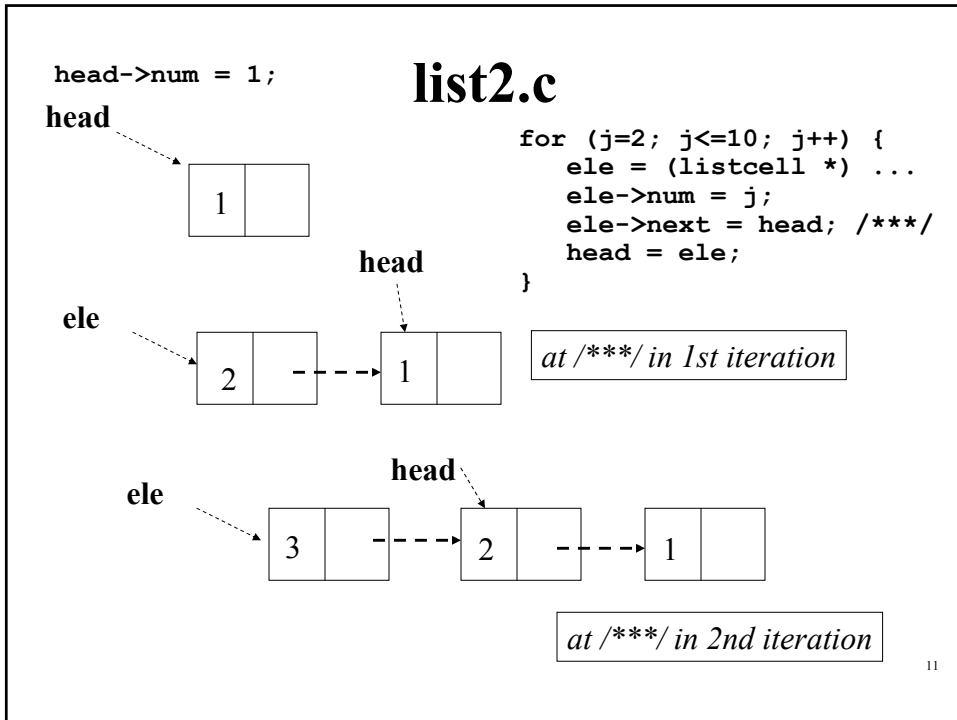 head->num = 1;
list2.c
head
1
for (j=2; j<=10; j++) {
ele = (listcell *) ...
ele->num = j;
ele->next = head; /***/
head = ele;
}
head
ele
2 1
at /***/ in 1st iteration
head
ele
3 2 1
at /***/ in 2nd iteration
11